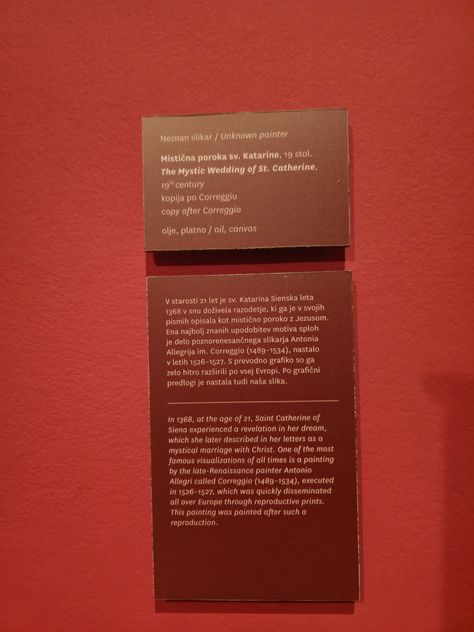 Neznan slikar / Unknown painter
Mistična poroka sv. Katarine, 19 stol.
The Mystic Wedding of St. Catherine,
19th century
kopija po Correggiu
copy after Correggio
olje, platno / oil, canvas
V starosti 21 let je sv. Katarina Sienska leta
1368 v snu doživela razodetje, ki ga je v svojih
pismih opisala kot mistično poroko z Jezusom.
Ena najbolj znanih upodobitev motiva sploh
je delo poznorenesančnega slikarja Antonia
Allegrija im. Correggio (1489–1534), nastalo
v letih 1526–1527. S prevodno grafiko so ga
zelo hitro razširili po vsej Evropi. Po grafični
predlogi je nastala tudi naša slika.
In 1368, at the age of 21, Saint Catherine of
Siena experienced a revelation in her dream,
which she later described in her letters as a
mystical marriage with Christ. One of the most
famous visualizations of all times is a painting
by the late-Renaissance painter Antonio
Allegri called Correggio (1489–1534), executed
in 1526–1527, which was quickly disseminated
all over Europe through reproductive prints.
This painting was painted after such a
reproduction.